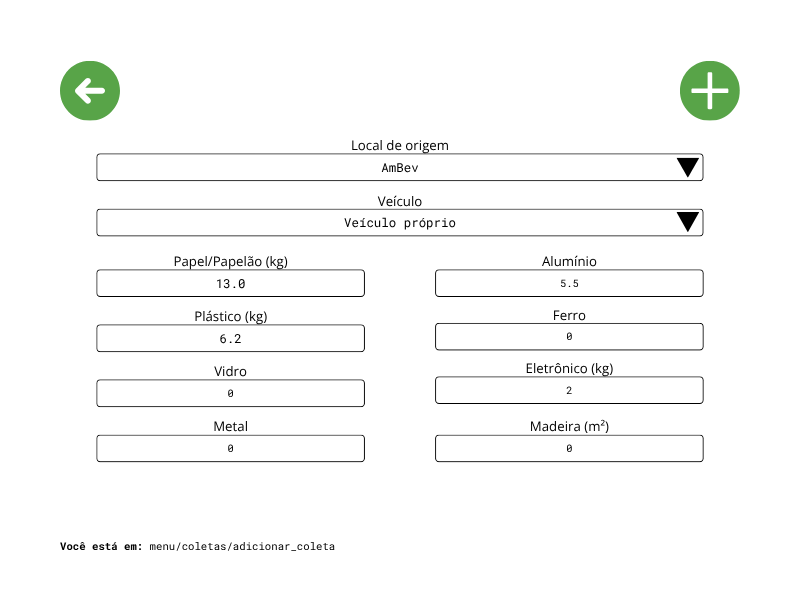 Local de origem
AmBev
Veículo
Veículo próprio
Papel/Papelão (kg)
13.0
Alumínio
5.5
Plástico (kg)
6.2
Ferro
0
Vidro
0
Eletrônico (kg)
2
Metal
0
Madeira (m²)
0
Você está em: menu/coletas/adicionar_coleta